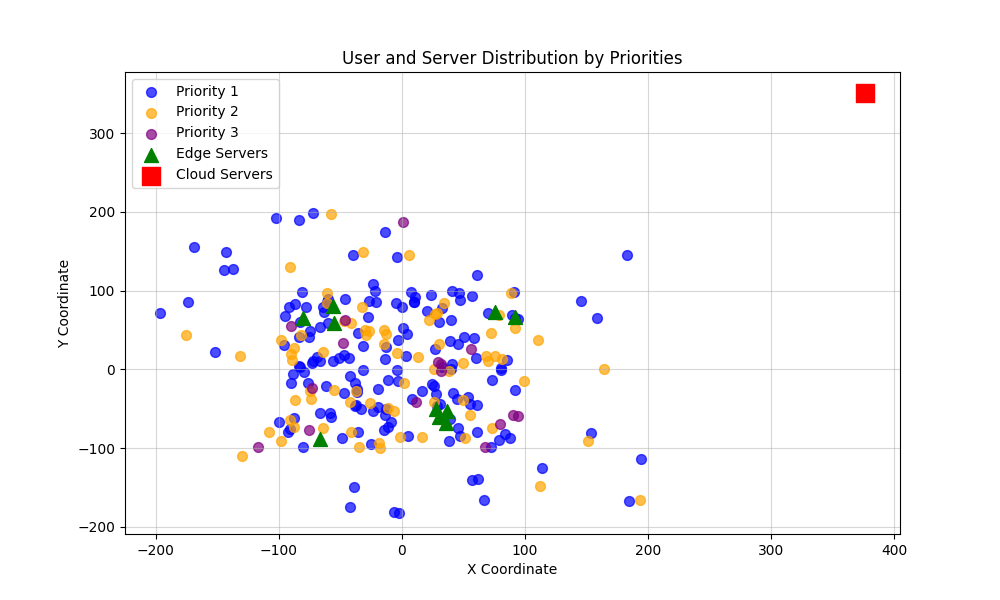 User and Server Distribution by Priorities
Priority 1
Priority 2
Priority 3
Edge Servers
Cloud Servers
Y Coordinate
300
200
100
0
−100
−200
−200
−100
0
100
200
300
400
X Coordinate